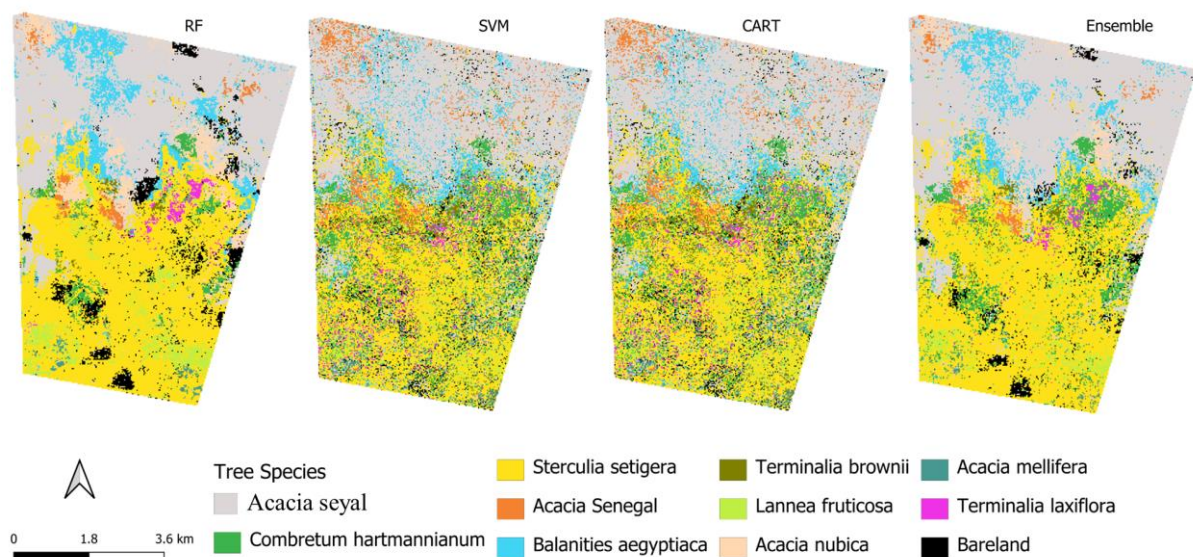 RF
SVM
CART
Ensemble
Tree Species
Acacia seyal
Combretum hartmannianum
Sterculia setigera
Acacia Senegal
Balanities aegyptiaca
Terminalia brownii
Lannea fruticosa
Acacia nubica
Acacia mellifera
Terminalia laxiflora
Bareland
0 1.8 3.6 km